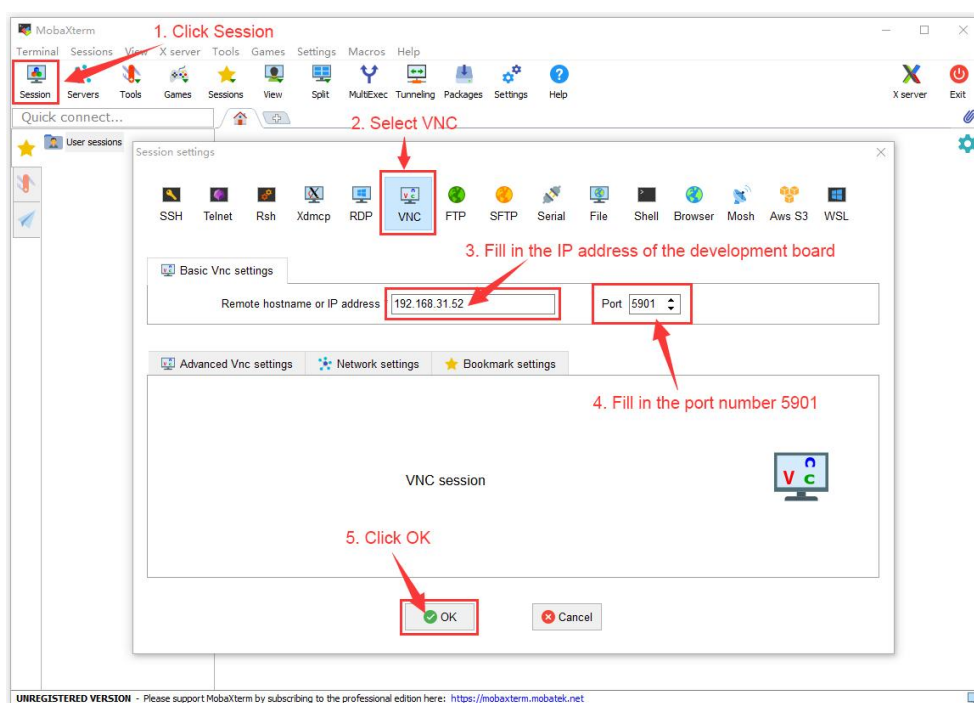 MobaXterm
1. Click Session
Terminal Sessions View X server Tools Games Settings Macros Help
Session Servers Tools Games Sessions View Split MultiExec Tunneling Packages Settings Help X server Exit
Quick connect...
2. Select VNC
User sessions
Session settings
SSH Telnet Rsh Xdmcp RDP VNC FTP SFTP Serial File Shell Browser Mosh Aws S3 WSL
3. Fill in the IP address of the development board
Basic Vnc settings
Remote hostname or IP address * 192.168.31.52 Port 5901
Advanced Vnc settings Network settings Bookmark settings
4. Fill in the port number 5901
VNC session
V n c
5. Click OK
OK Cancel
UNREGISTERED VERSION - Please support MobaXterm by subscribing to the professional edition here: https://mobaxterm.mobatek.net